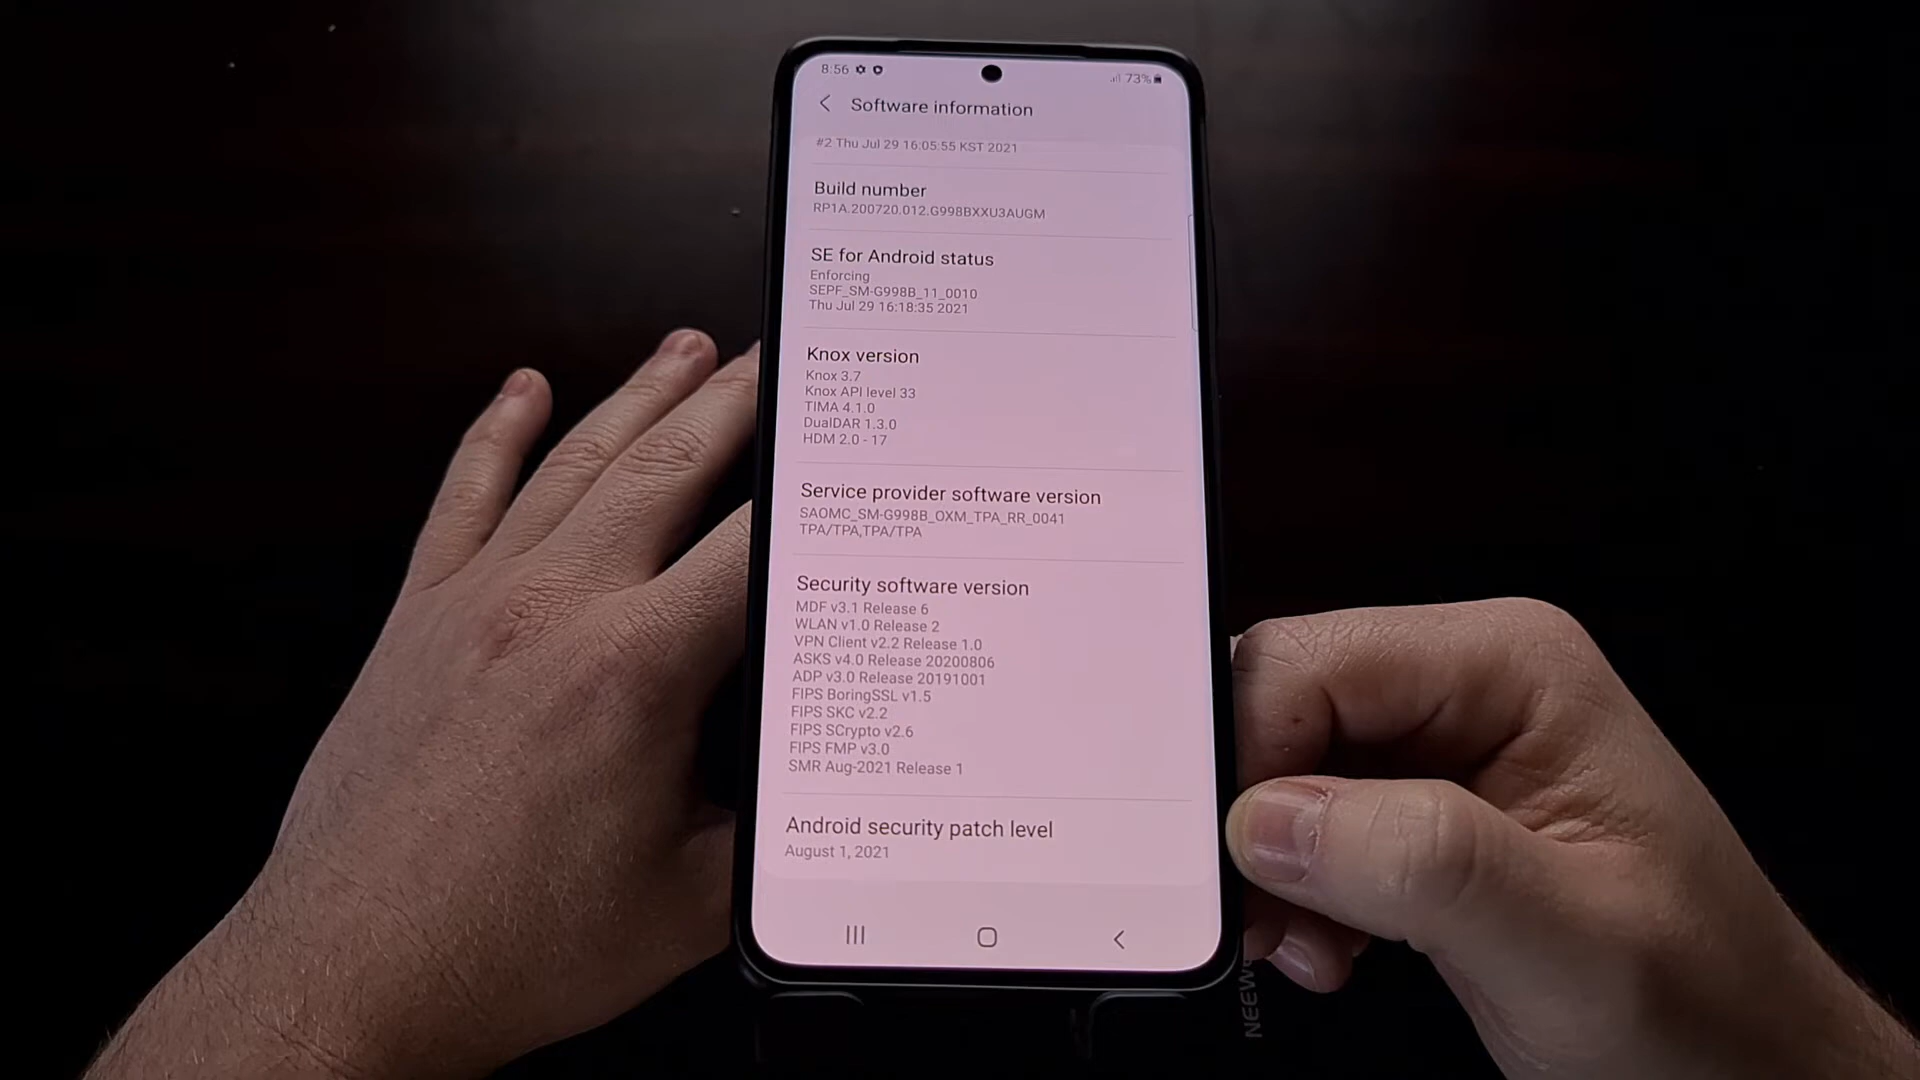 8:56
73%
Software information
#2 Thu Jul 29 16:05:55 KST 2021
Build number
RP1A.200720.012.G998BXXU3AUGM
SE for Android status
Enforcing
SEPF_SM-G998B_11_0010
Thu Jul 29 16:18:35 2021
Knox version
Knox 3.7
Knox API level 33
TIMA 4.1.0
DualDAR 1.3.0
HDM 2.0 - 17
Service provider software version
SAOMC_SM-G998B_OXM_TPA_RR_0041
TPA/TPA,TPA/TPA
Security software version
MDF v3.1 Release 6
WLAN v1.0 Release 2
VPN Client v2.2 Release 1.0
ASKS v4.0 Release 20200806
ADP v3.0 Release 20191001
FIPS BoringSSL v1.5
FIPS SKC v2.2
FIPS SCrypto v2.6
FIPS FMP v3.0
SMR Aug-2021 Release 1
Android security patch level
August 1, 2021